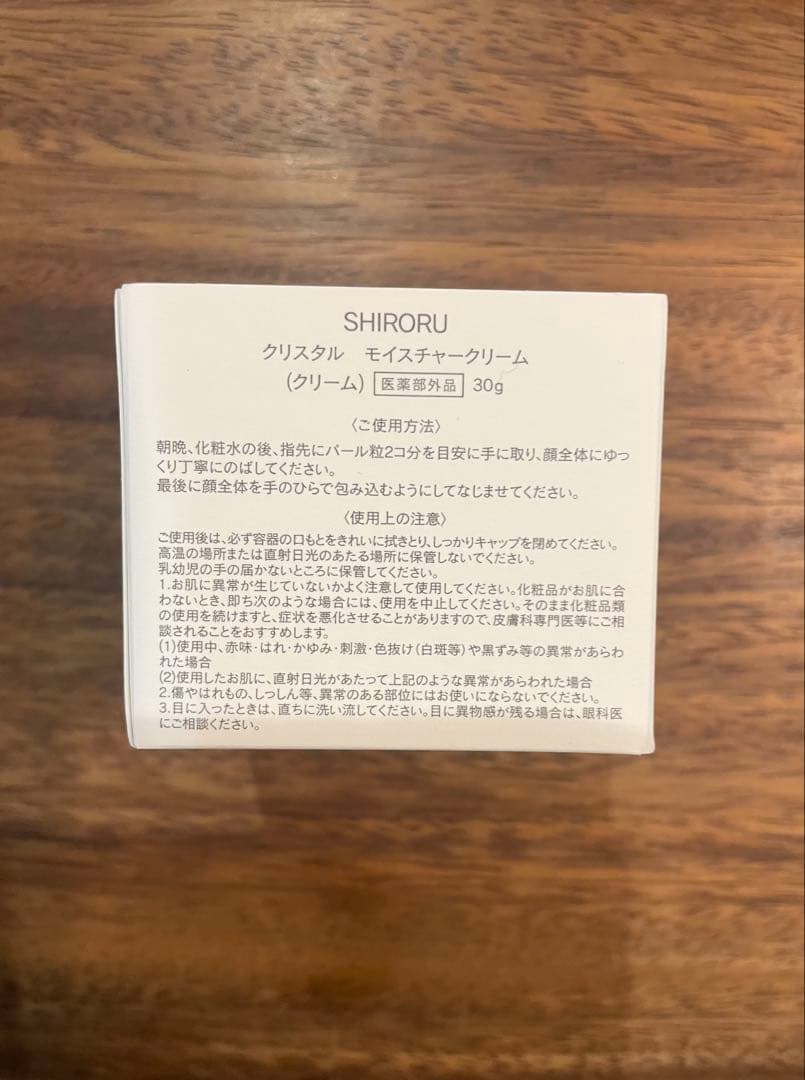 SHIRORU
クリスタル　モイスチャークリーム
(クリーム) 医薬部外品 30g
〈ご使用方法〉
朝晩、化粧水の後、指先にパール粒2コ分を目安に手に取り、顔全体にゆっ
くり丁寧にのばしてください。
最後に顔全体を手のひらで包み込むようにしてなじませてください。
〈使用上の注意〉
ご使用後は、必ず容器の口もとをきれいに拭きとり、しっかりキャップを閉めてください。
高温の場所または直射日光のあたる場所に保管しないでください。
乳幼児の手の届かないところに保管してください。
1.お肌に異常が生じていないかよく注意して使用してください。化粧品がお肌に合
わないとき、即ち次のような場合には、使用を中止してください。そのまま化粧品類
の使用を続けますと、症状を悪化させることがありますので、皮膚科専門医等にご相
談されることをおすすめします。
(1)使用中、赤味・はれ・かゆみ・刺激・色抜け(白斑等)や黒ずみ等の異常があらわ
れた場合
(2)使用したお肌に、直射日光があたって上記のような異常があらわれた場合
2.傷やはれもの、しっしん等、異常のある部位にはお使いにならないでください。
3.目に入ったときは、直ちに洗い流してください。目に異物感が残る場合は、眼科医
にご相談ください。